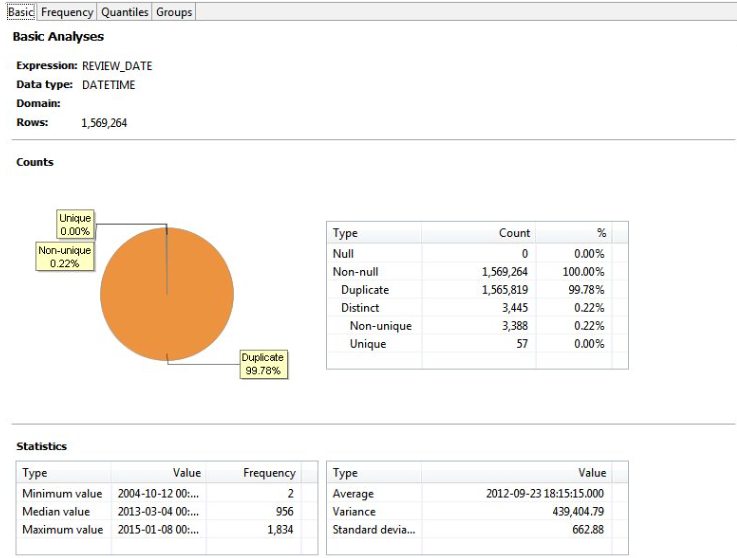 Basic Frequency Quantiles Groups
Basic Analyses
Expression: REVIEW_DATE
Data type: DATETIME
Domain:
Rows: 1,569,264
Counts
Unique
0.00%
Non-unique
0.22%
Duplicate
99.78%
Type Count %
Null 0 0.00%
Non-null 1,569,264 100.00%
Duplicate 1,565,819 99.78%
Distinct 3,445 0.22%
Non-unique 3,388 0.22%
Unique 57 0.00%
Statistics
Type Value Frequency
Minimum value 2004-10-12 00:... 2
Median value 2013-03-04 00:... 956
Maximum value 2015-01-08 00:... 1,834
Type Value
Average 2012-09-23 18:15:15.000
Variance 439,404.79
Standard devia... 662.88